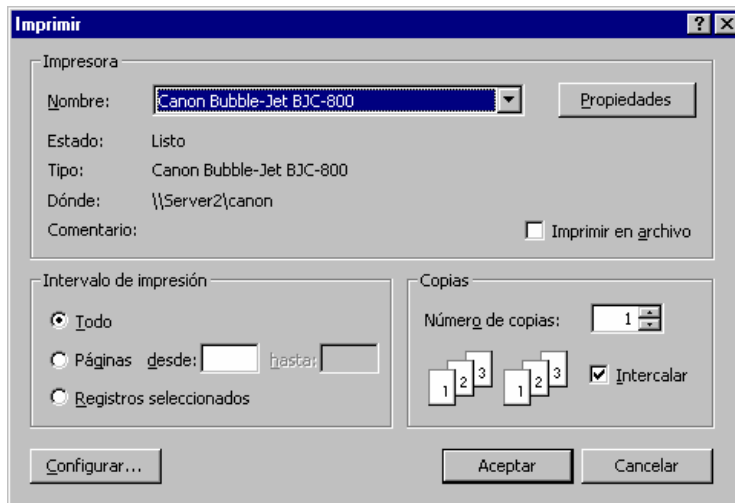 Imprimir
Impresora
Nombre: Canon Bubble-Jet BJC-800 Propiedades
Estado: Listo
Tipo: Canon Bubble-Jet BJC-800
Dónde: \\Server2\canon
Comentario: Imprimir en archivo
Intervalo de impresión
Todo
Páginas desde: hasta:
Registros seleccionados
Copias
Número de copias: 1
1 2 3 1 2 3 Intercalar
Configurar... Aceptar Cancelar